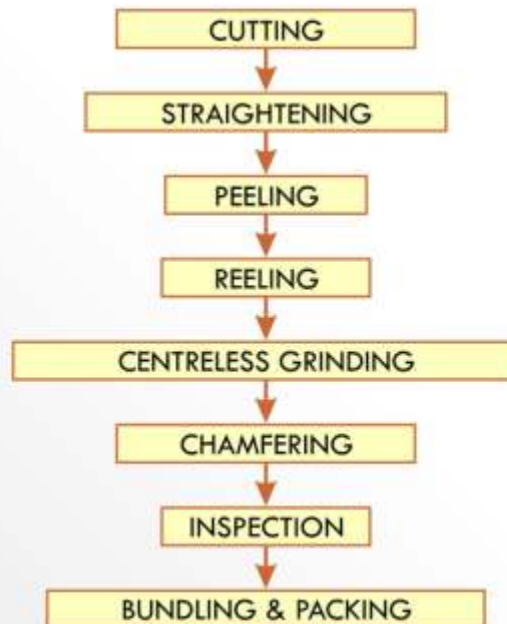 CUTTING
STRAIGHTENING
PEELING
REELING
CENTRELESS GRINDING
CHAMFERING
INSPECTION
BUNDLING & PACKING